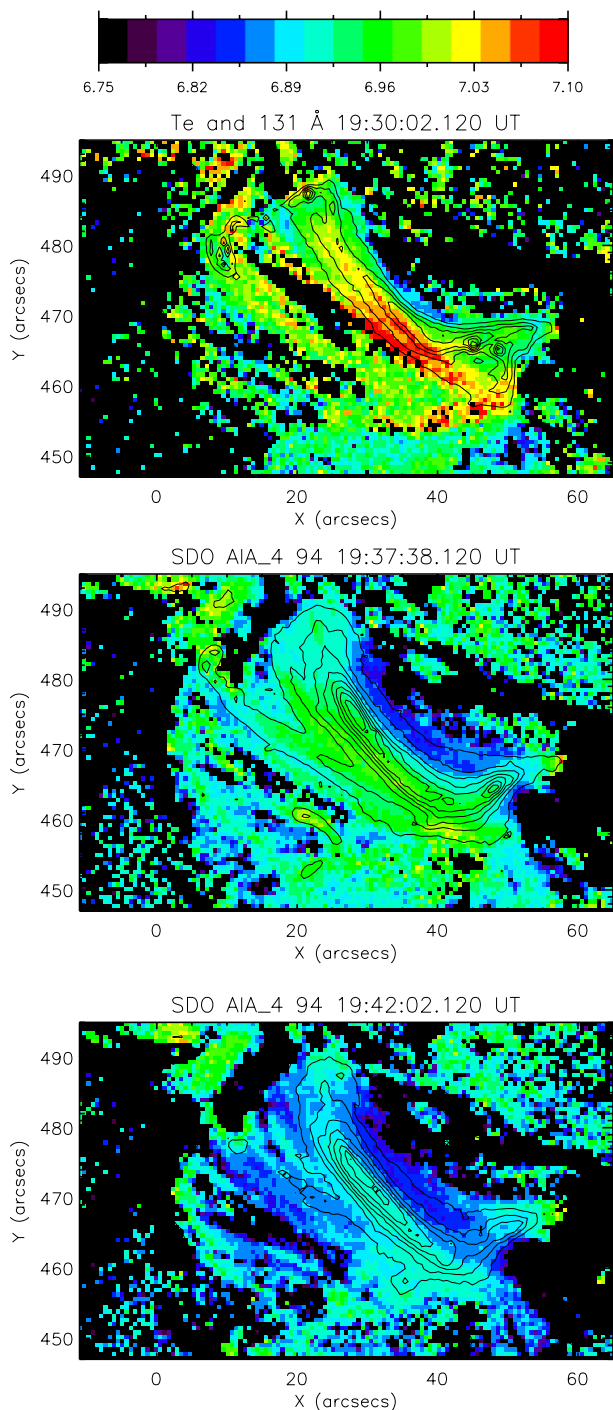 6.75 6.82 6.89 6.96 7.03 7.10
Te and 131 Å 19:30:02.120 UT
490
480
470
460
450
Y (arcsecs)
0 20 40 60
X (arcsecs)
SDO AIA_4 94 19:37:38.120 UT
490
480
470
460
450
Y (arcsecs)
0 20 40 60
X (arcsecs)
SDO AIA_4 94 19:42:02.120 UT
490
480
470
460
450
Y (arcsecs)
0 20 40 60
X (arcsecs)